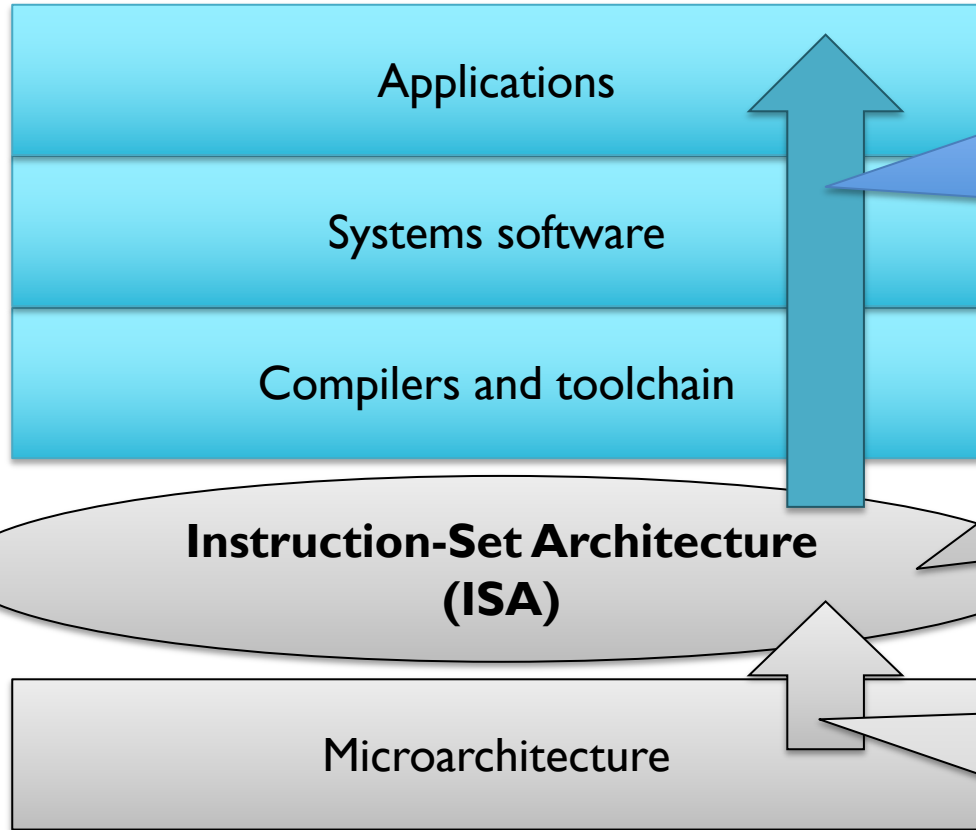 Applications
Systems software
Compilers and toolchain
Instruction-Set Architecture
(ISA)
Microarchitecture